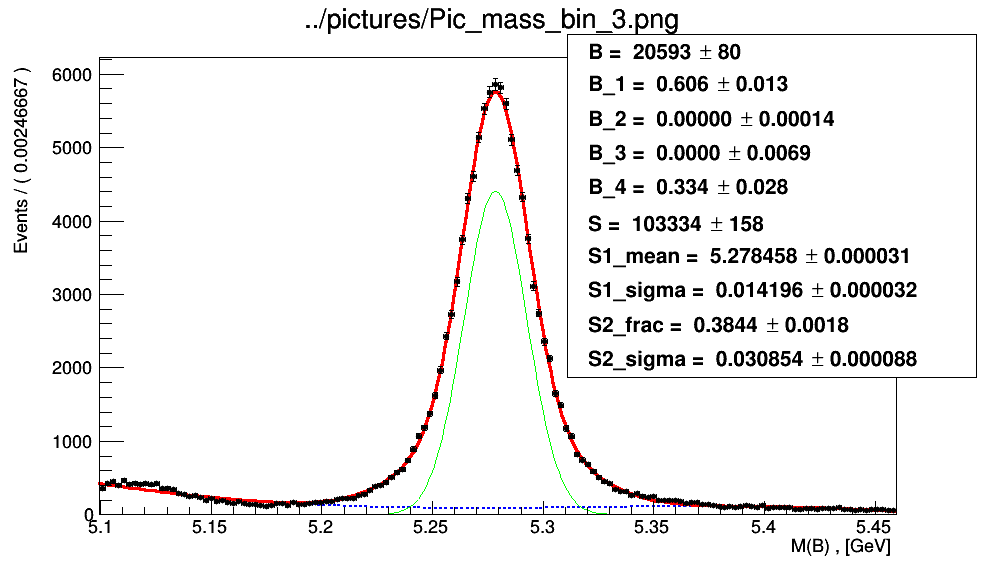 ../pictures/Pic_mass_bin_3.png
Events / ( 0.00246667 )
6000
5000
4000
3000
2000
1000
0
5.1
5.15
5.2
5.25
5.3
5.35
5.4
5.45
M(B) , [GeV]
B = 20593 ± 80
B_1 = 0.606 ± 0.013
B_2 = 0.00000 ± 0.00014
B_3 = 0.0000 ± 0.0069
B_4 = 0.334 ± 0.028
S = 103334 ± 158
S1_mean = 5.278458 ± 0.000031
S1_sigma = 0.014196 ± 0.000032
S2_frac = 0.3844 ± 0.0018
S2_sigma = 0.030854 ± 0.000088